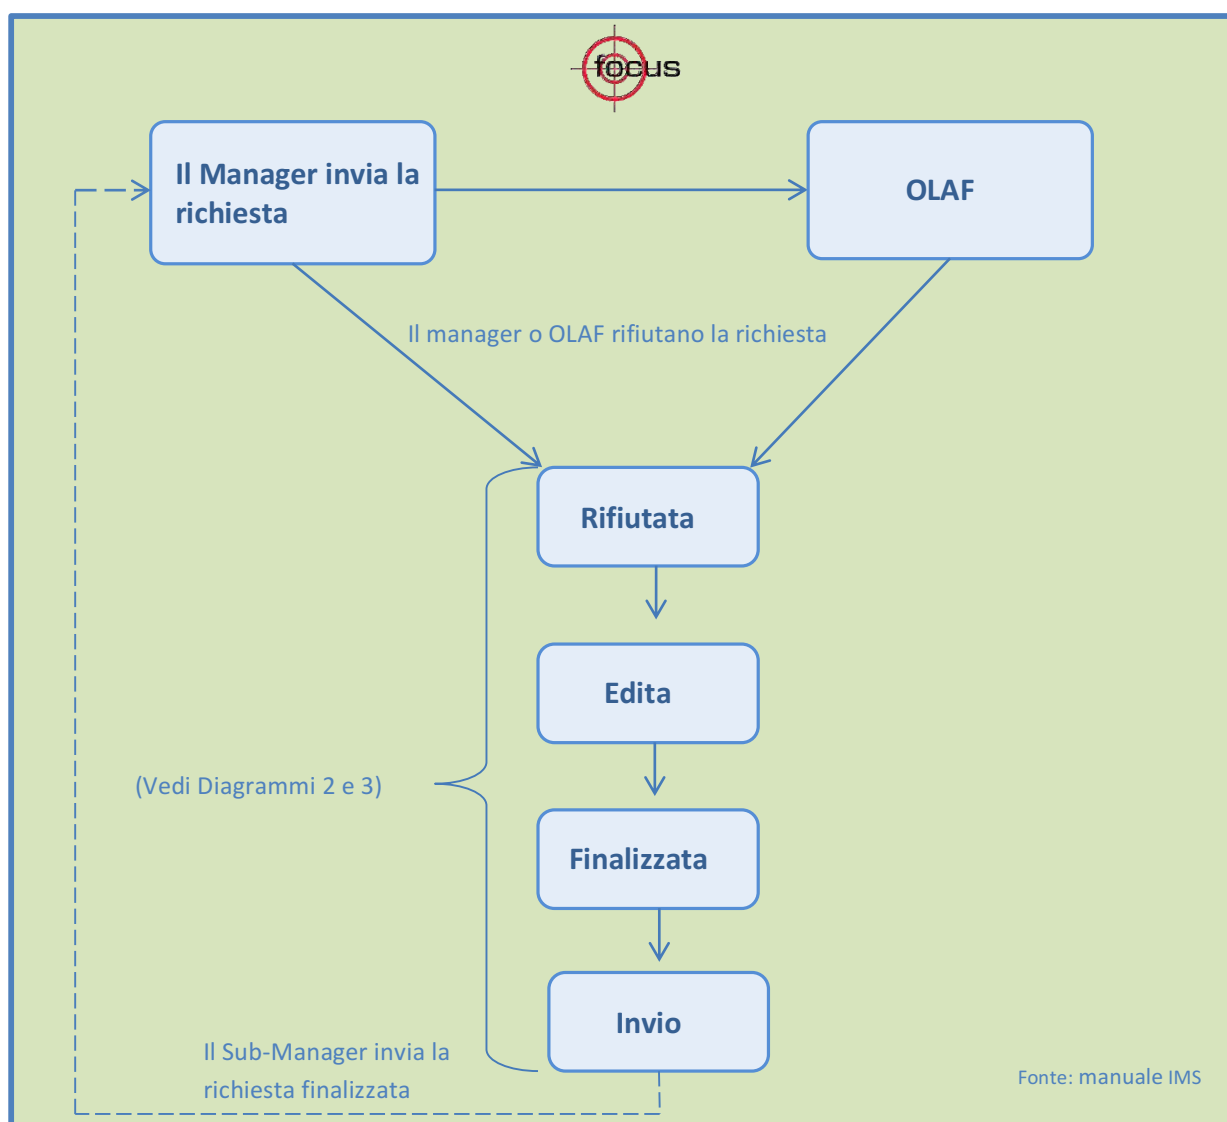 focus
Il Manager invia la
richiesta
OLAF
Il manager o OLAF rifiutano la richiesta
Rifiutata
Edita
(Vedi Diagrammi 2 e 3)
Finalizzata
Invio
Il Sub-Manager invia la
richiesta finalizzata
Fonte: manuale IMS